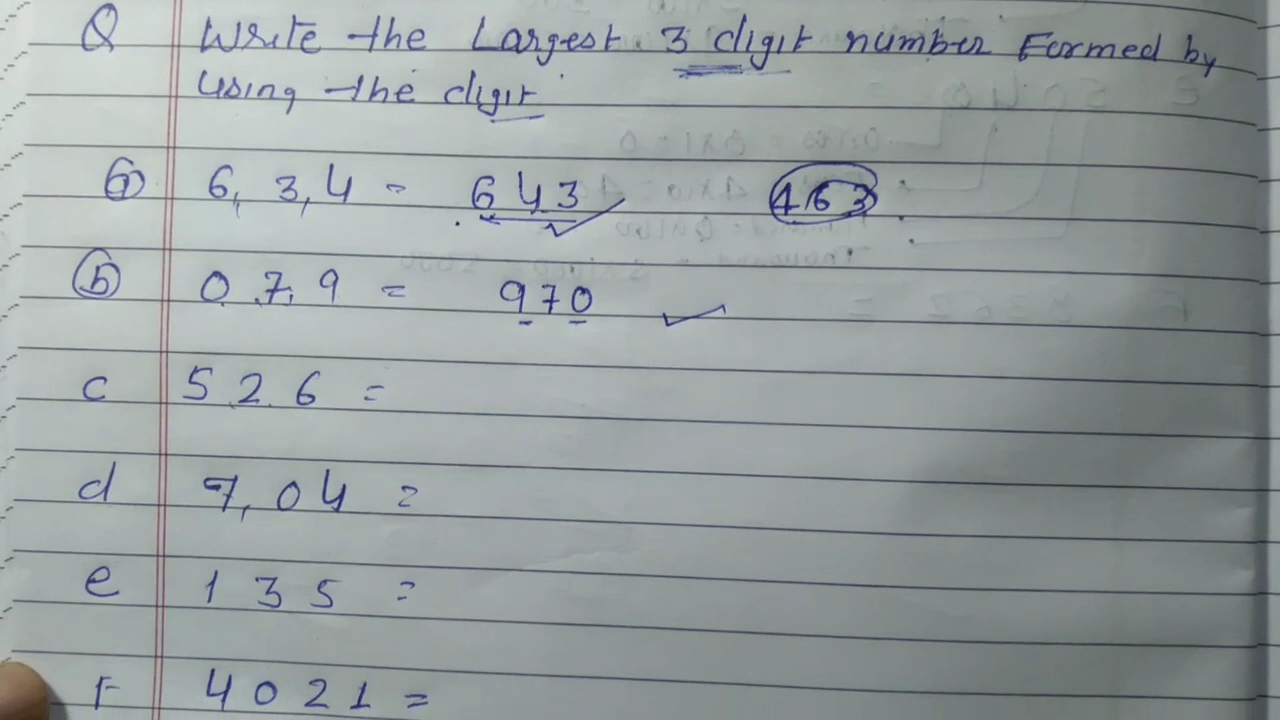 Q Write the Largest 3 digit number Formed by
using the digit
a 6, 3, 4 = 643 463
b 0 7, 9 = 970
c 5 2 6 =
d 7, 0 4 =
e 1 3 5 =
F 4 0 2 1 =